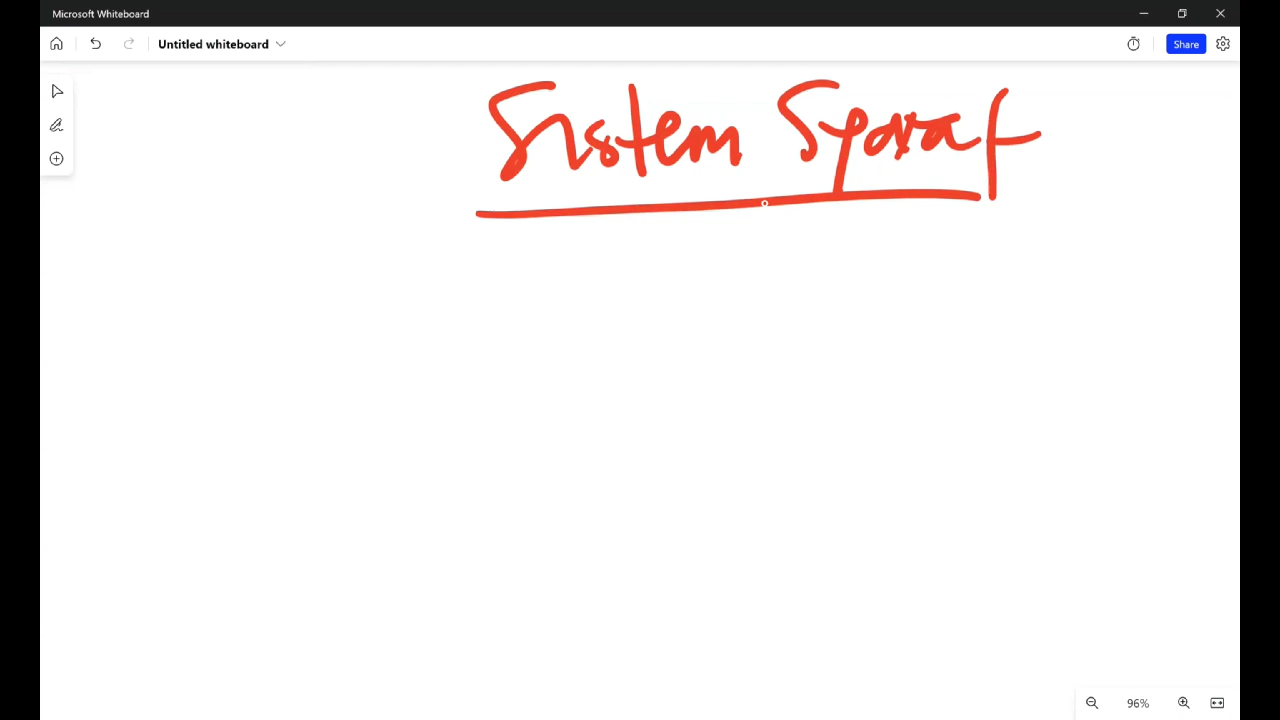 Microsoft Whiteboard
Untitled whiteboard
Share
Sistem Syaraf
96%